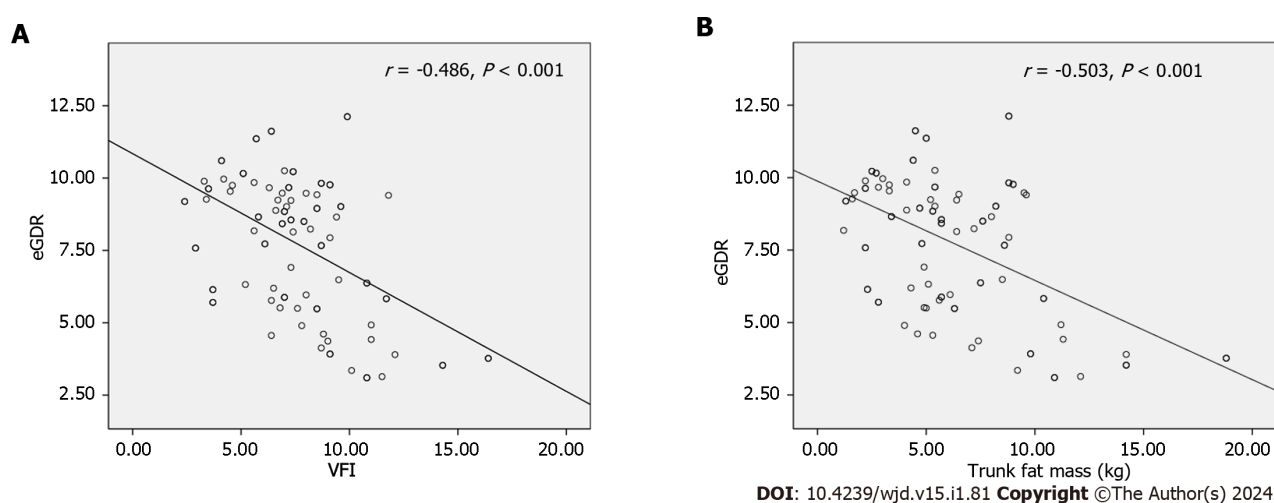 A
r = -0.486, P < 0.001
12.50
10.00
7.50
5.00
2.50
eGDR
0.00 5.00 10.00 15.00 20.00
VFI
B
r = -0.503, P < 0.001
12.50
10.00
7.50
5.00
2.50
eGDR
0.00 5.00 10.00 15.00 20.00
Trunk fat mass (kg)
DOI: 10.4239/wjd.v15.i1.81 Copyright ©The Author(s) 2024